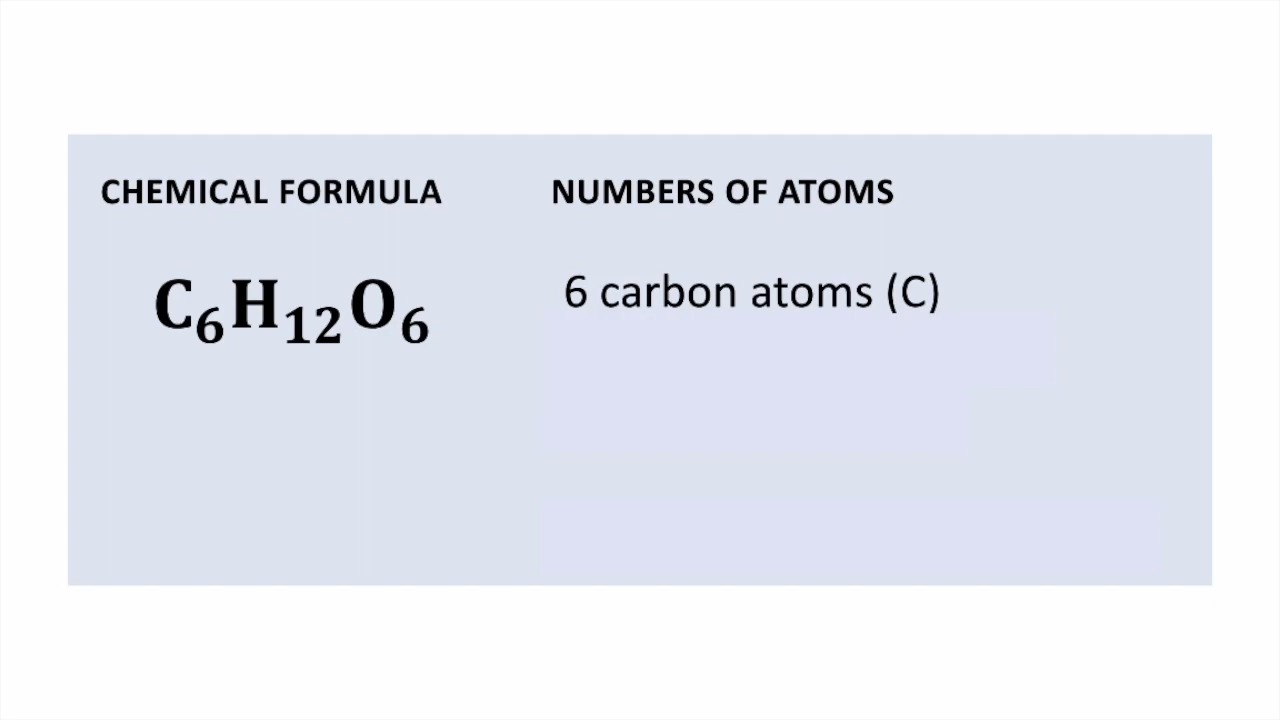 CHEMICAL FORMULA
NUMBERS OF ATOMS
C₆H₁₂O₆
6 carbon atoms (C)